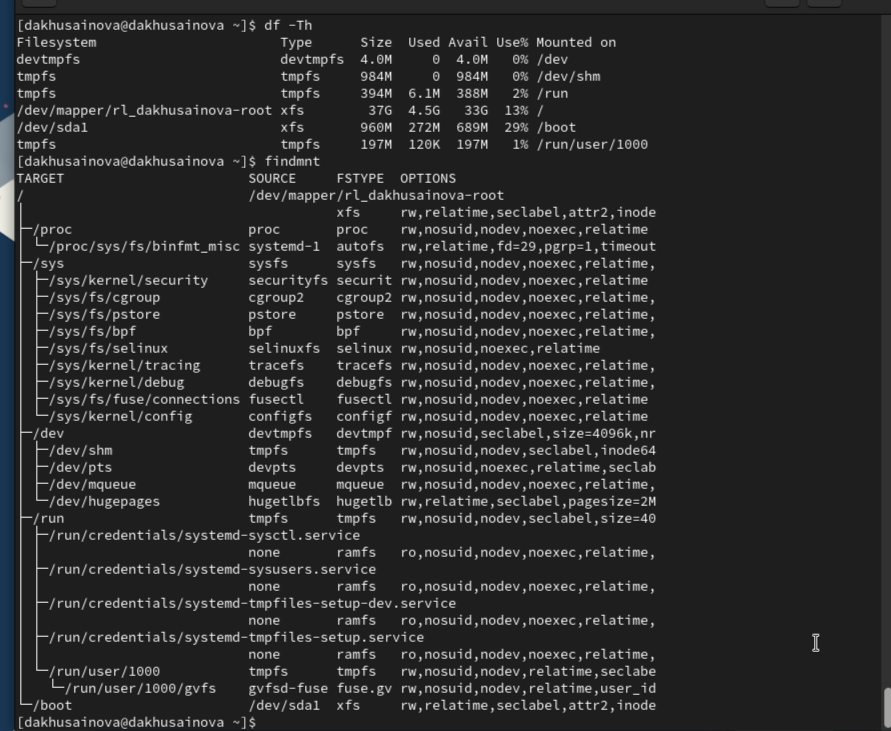 [dakhusainova@dakhusainova ~]$ df -Th
Filesystem                       Type      Size  Used Avail Use% Mounted on
devtmpfs                         devtmpfs  4.0M     0  4.0M   0% /dev
tmpfs                            tmpfs     984M     0  984M   0% /dev/shm
tmpfs                            tmpfs     394M  6.1M  388M   2% /run
/dev/mapper/rl_dakhusainova-root xfs        37G  4.5G   33G  13% /
/dev/sda1                        xfs       960M  272M  689M  29% /boot
tmpfs                            tmpfs     197M  120K  197M   1% /run/user/1000
[dakhusainova@dakhusainova ~]$ findmnt
TARGET                       SOURCE     FSTYPE  OPTIONS
/                            /dev/mapper/rl_dakhusainova-root
│                                       xfs     rw,relatime,seclabel,attr2,inode
├─/proc                      proc       proc    rw,nosuid,nodev,noexec,relatime
│ └─/proc/sys/fs/binfmt_misc systemd-1  autofs  rw,relatime,fd=29,pgrp=1,timeout
├─/sys                       sysfs      sysfs   rw,nosuid,nodev,noexec,relatime,
│ ├─/sys/kernel/security     securityfs securit rw,nosuid,nodev,noexec,relatime,
│ ├─/sys/fs/cgroup           cgroup2    cgroup2 rw,nosuid,nodev,noexec,relatime,
│ ├─/sys/fs/pstore           pstore     pstore  rw,nosuid,nodev,noexec,relatime,
│ ├─/sys/fs/bpf              bpf        bpf     rw,nosuid,nodev,noexec,relatime,
│ ├─/sys/fs/selinux          selinuxfs  selinux rw,nosuid,noexec,relatime
│ ├─/sys/kernel/tracing      tracefs    tracefs rw,nosuid,nodev,noexec,relatime,
│ ├─/sys/kernel/debug        debugfs    debugfs rw,nosuid,nodev,noexec,relatime,
│ ├─/sys/fs/fuse/connections fusectl    fusectl rw,nosuid,nodev,noexec,relatime
│ └─/sys/kernel/config       configfs   configf rw,nosuid,nodev,noexec,relatime
├─/dev                       devtmpfs   devtmpf rw,nosuid,seclabel,size=4096k,nr
│ ├─/dev/shm                 tmpfs      tmpfs   rw,nosuid,nodev,seclabel,inode64
│ ├─/dev/pts                 devpts     devpts  rw,nosuid,noexec,relatime,seclab
│ ├─/dev/mqueue              mqueue     mqueue  rw,nosuid,nodev,noexec,relatime,
│ └─/dev/hugepages           hugetlbfs  hugetlb rw,relatime,seclabel,pagesize=2M
├─/run                       tmpfs      tmpfs   rw,nosuid,nodev,seclabel,size=40
│ ├─/run/credentials/systemd-sysctl.service
│ │                          none       ramfs   ro,nosuid,nodev,noexec,relatime,
│ ├─/run/credentials/systemd-sysusers.service
│ │                          none       ramfs   ro,nosuid,nodev,noexec,relatime,
│ ├─/run/credentials/systemd-tmpfiles-setup-dev.service
│ │                          none       ramfs   ro,nosuid,nodev,noexec,relatime,
│ ├─/run/credentials/systemd-tmpfiles-setup.service
│ │                          none       ramfs   ro,nosuid,nodev,noexec,relatime,
│ └─/run/user/1000           tmpfs      tmpfs   rw,nosuid,nodev,relatime,seclabe
│   └─/run/user/1000/gvfs    gvfsd-fuse fuse.gv rw,nosuid,nodev,relatime,user_id
└─/boot                      /dev/sda1  xfs     rw,relatime,seclabel,attr2,inode
[dakhusainova@dakhusainova ~]$